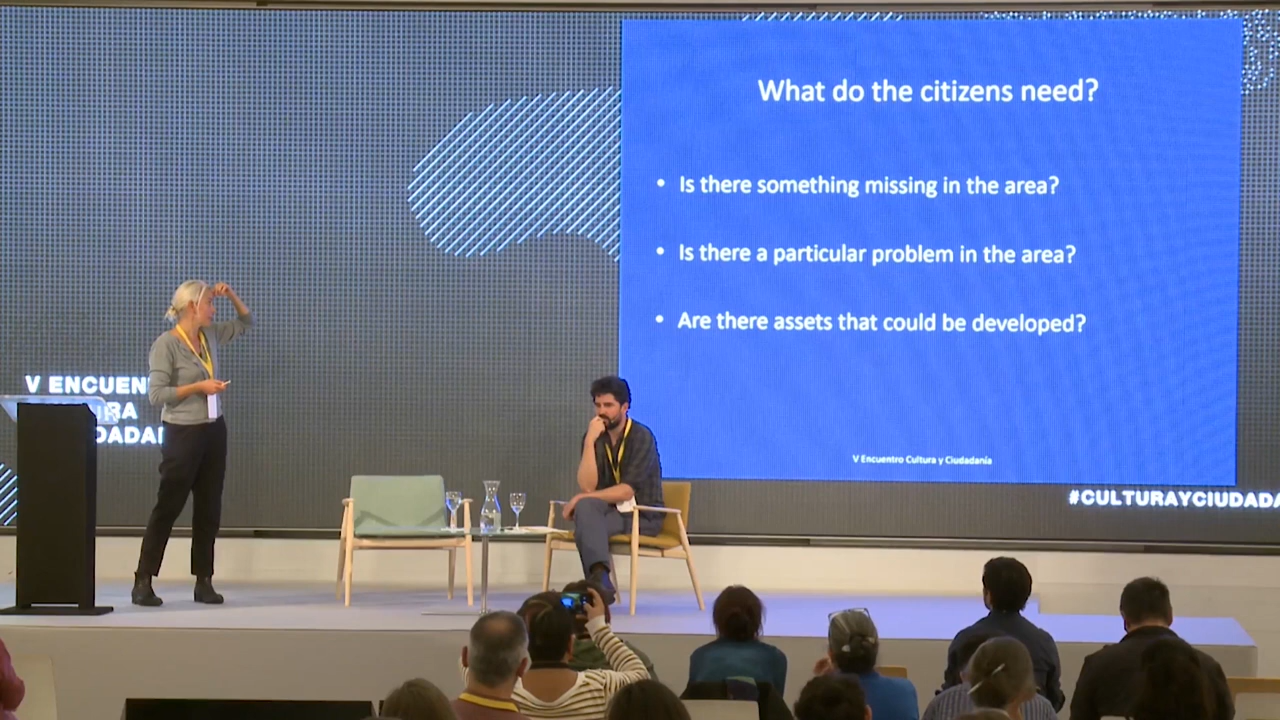 What do the citizens need?
• Is there something missing in the area?
• Is there a particular problem in the area?
• Are there assets that could be developed?
V Encuentro Cultura y Ciudadanía
V ENCUEN
RA
DADAN
#CULTURAYCIUDADA